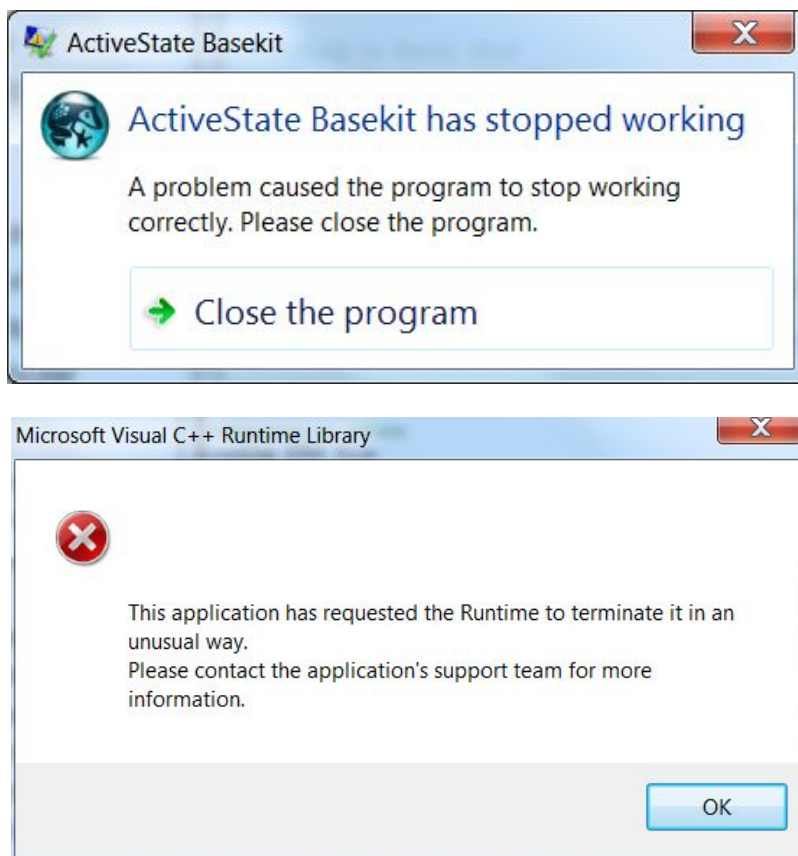 ActiveState Basekit
X
ActiveState Basekit has stopped working
A problem caused the program to stop working
correctly. Please close the program.
Close the program
Microsoft Visual C++ Runtime Library
X
This application has requested the Runtime to terminate it in an
unusual way.
Please contact the application's support team for more
information.
OK